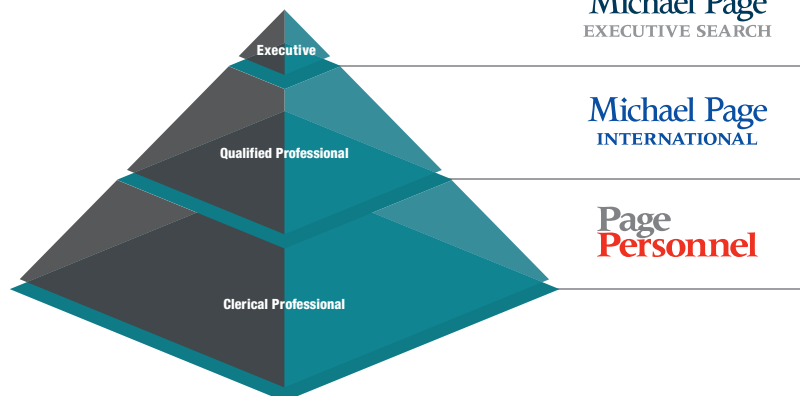 Michael Page
EXECUTIVE SEARCH
Executive
Michael Page
INTERNATIONAL
Qualified Professional
Page
Personnel
Clerical Professional